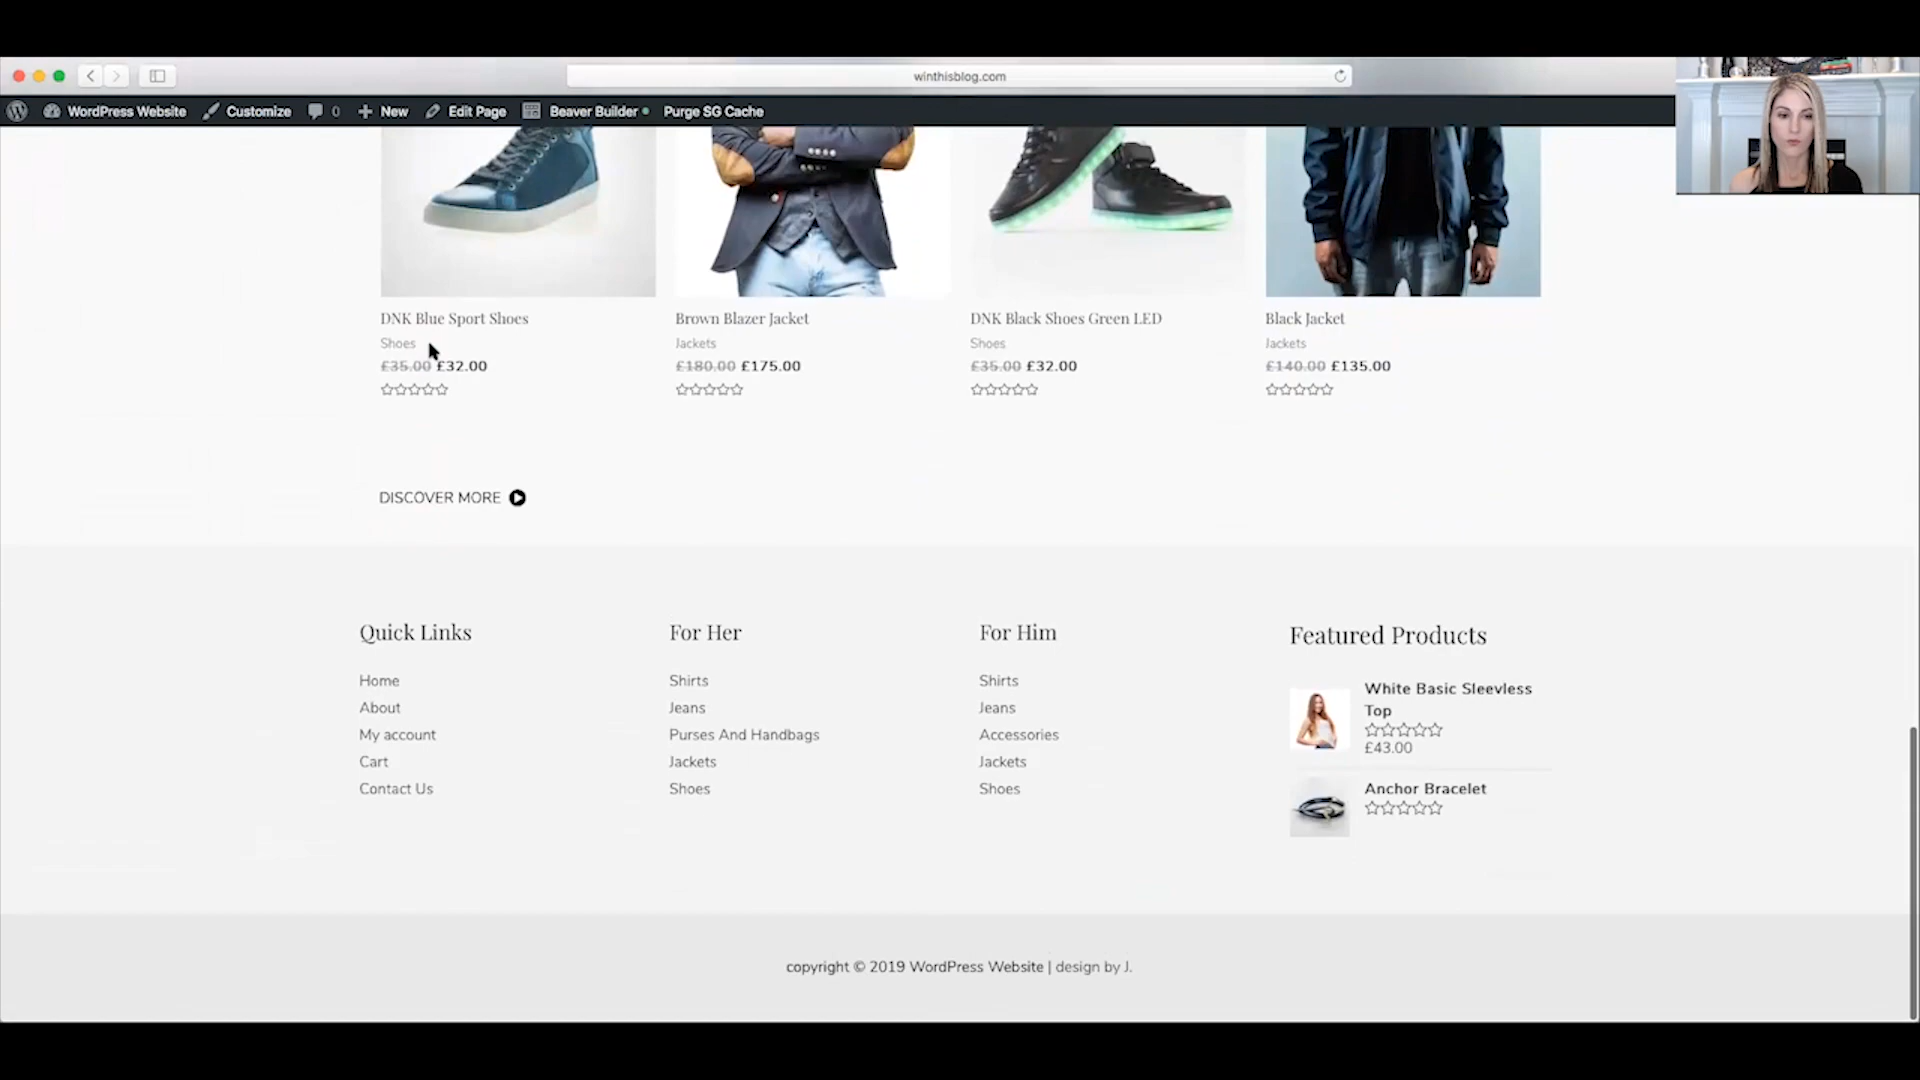 winthisblog.com
WordPress Website Customize 0 New Edit Page Beaver Builder Purge SG Cache
DNK Blue Sport Shoes
Shoes
£35.00 £32.00
Brown Blazer Jacket
Jackets
£180.00 £175.00
DNK Black Shoes Green LED
Shoes
£35.00 £32.00
Black Jacket
Jackets
£140.00 £135.00
DISCOVER MORE
Quick Links
Home
About
My account
Cart
Contact Us
For Her
Shirts
Jeans
Purses And Handbags
Jackets
Shoes
For Him
Shirts
Jeans
Accessories
Jackets
Shoes
Featured Products
White Basic Sleevless
Top
£43.00
Anchor Bracelet
copyright © 2019 WordPress Website | design by J.